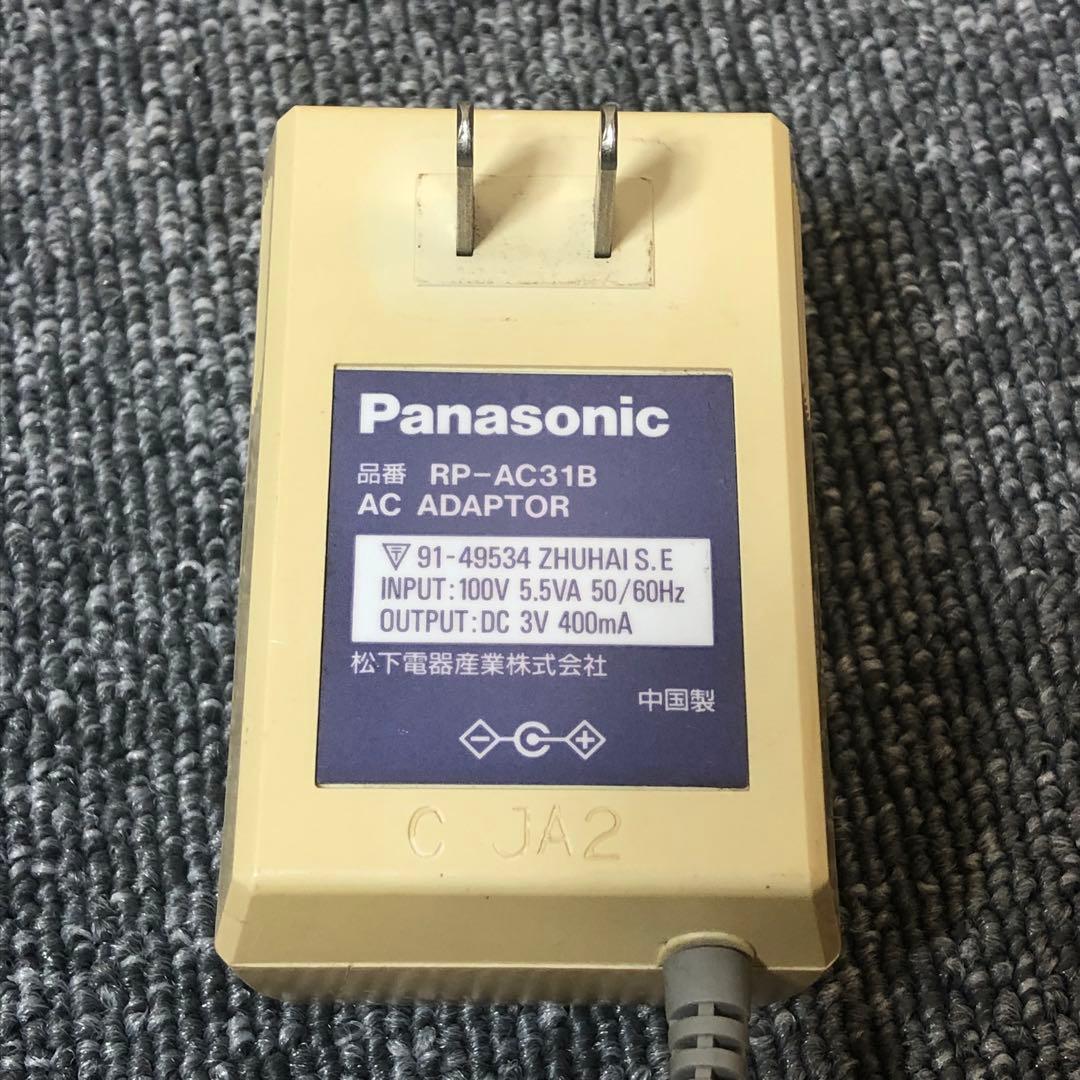 Panasonic
品番 RP-AC31B
AC ADAPTOR
91-49534 ZHUHAI S.E
INPUT:100V 5.5VA 50/60Hz
OUTPUT:DC 3V 400mA
松下電器産業株式会社
中国製
C JA2